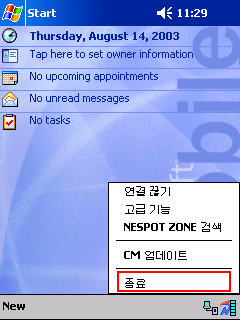 Start 11:29
Thursday, August 14, 2003
Tap here to set owner information
No upcoming appointments
No unread messages
No tasks
연결 끊기
고급 기능
NESPOT ZONE 검색
CM 업데이트
종료
New